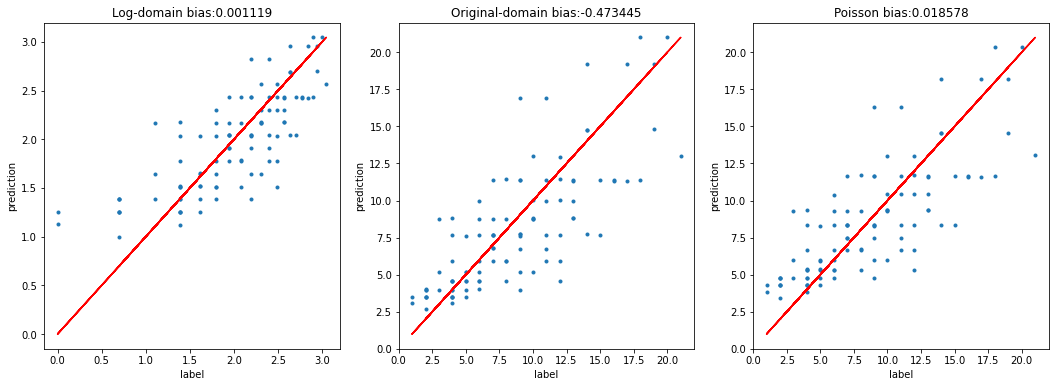 Log-domain bias:0.001119
prediction
3.0
2.5
2.0
1.5
1.0
0.5
0.0
0.0 0.5 1.0 1.5 2.0 2.5 3.0
label
Original-domain bias:-0.473445
prediction
20.0
17.5
15.0
12.5
10.0
7.5
5.0
2.5
0.00
0.0 2.5 5.0 7.5 10.0 12.5 15.0 17.5 20.0
label
Poisson bias:0.018578
prediction
20.0
17.5
15.0
12.5
10.0
7.5
5.0
2.5
0.00
0.0 2.5 5.0 7.5 10.0 12.5 15.0 17.5 20.0
label